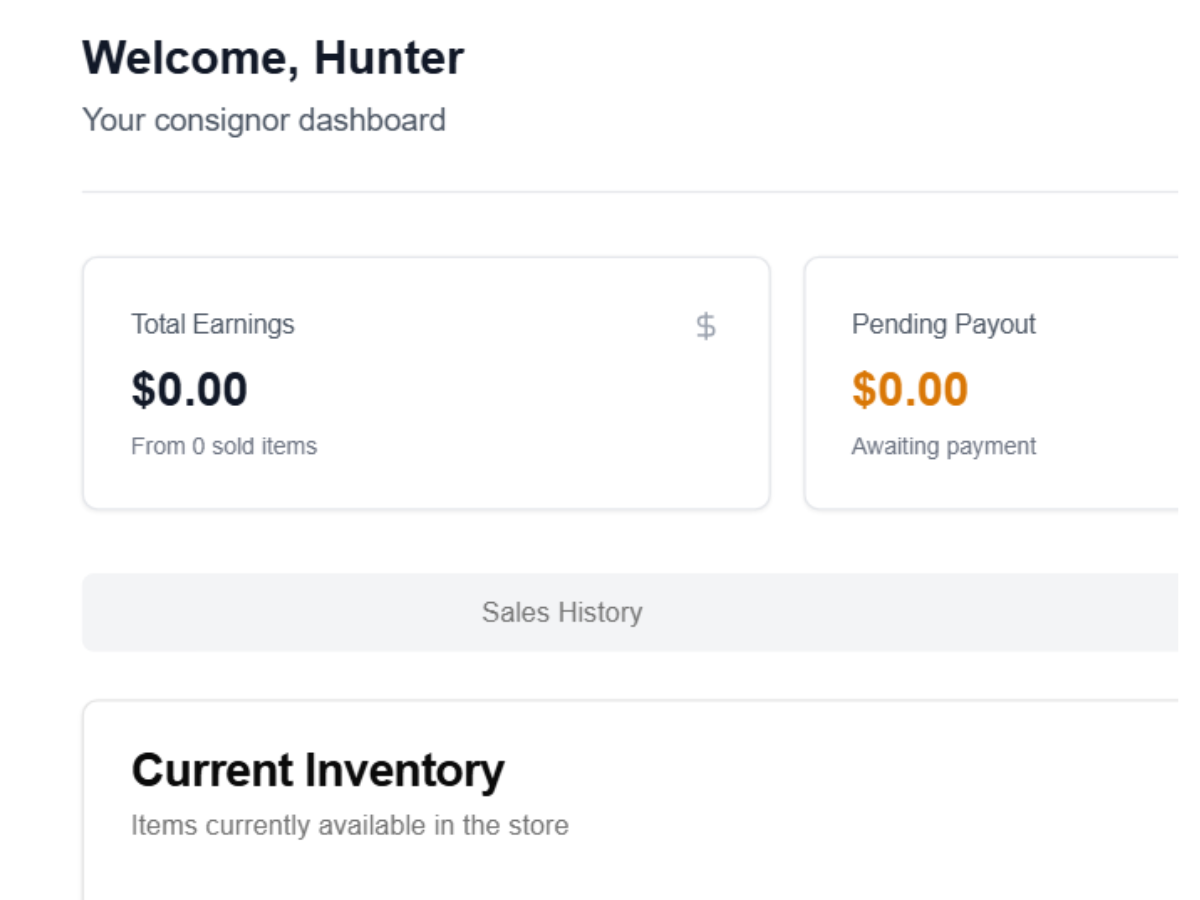 Welcome, Hunter
Your consignor dashboard
Total Earnings
$
$0.00
From 0 sold items
Pending Payout
$0.00
Awaiting payment
Sales History
Current Inventory
Items currently available in the store